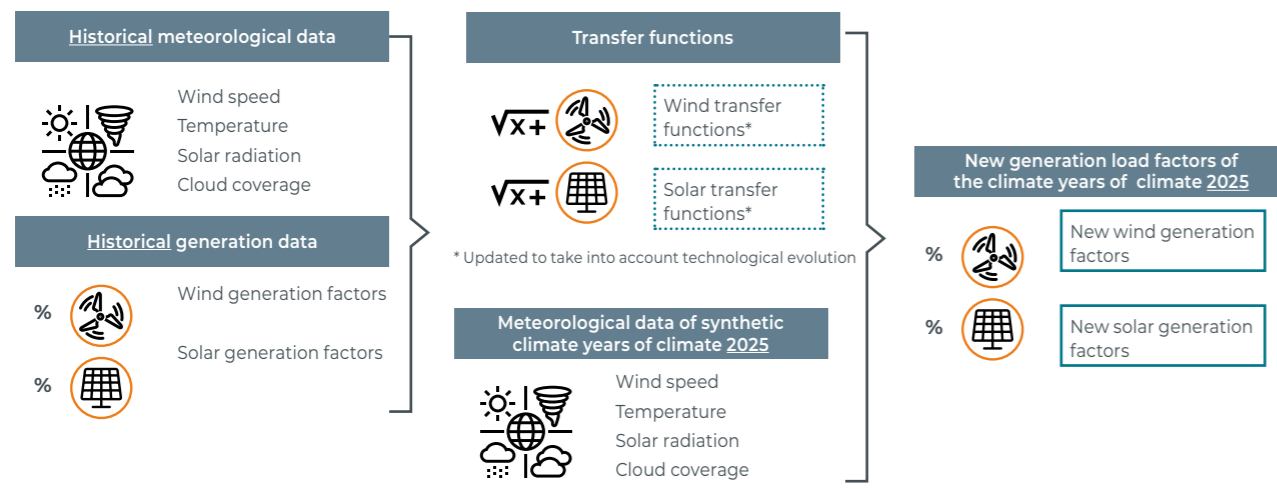 Historical meteorological data
Wind speed
Temperature
Solar radiation
Cloud coverage
Historical generation data
%
Wind generation factors
%
Solar generation factors
Transfer functions
√x+
Wind transfer
functions*
√x+
Solar transfer
functions*
* Updated to take into account technological evolution
Meteorological data of synthetic
climate years of climate 2025
Wind speed
Temperature
Solar radiation
Cloud coverage
New generation load factors of
the climate years of climate 2025
%
New wind generation
factors
%
New solar generation
factors